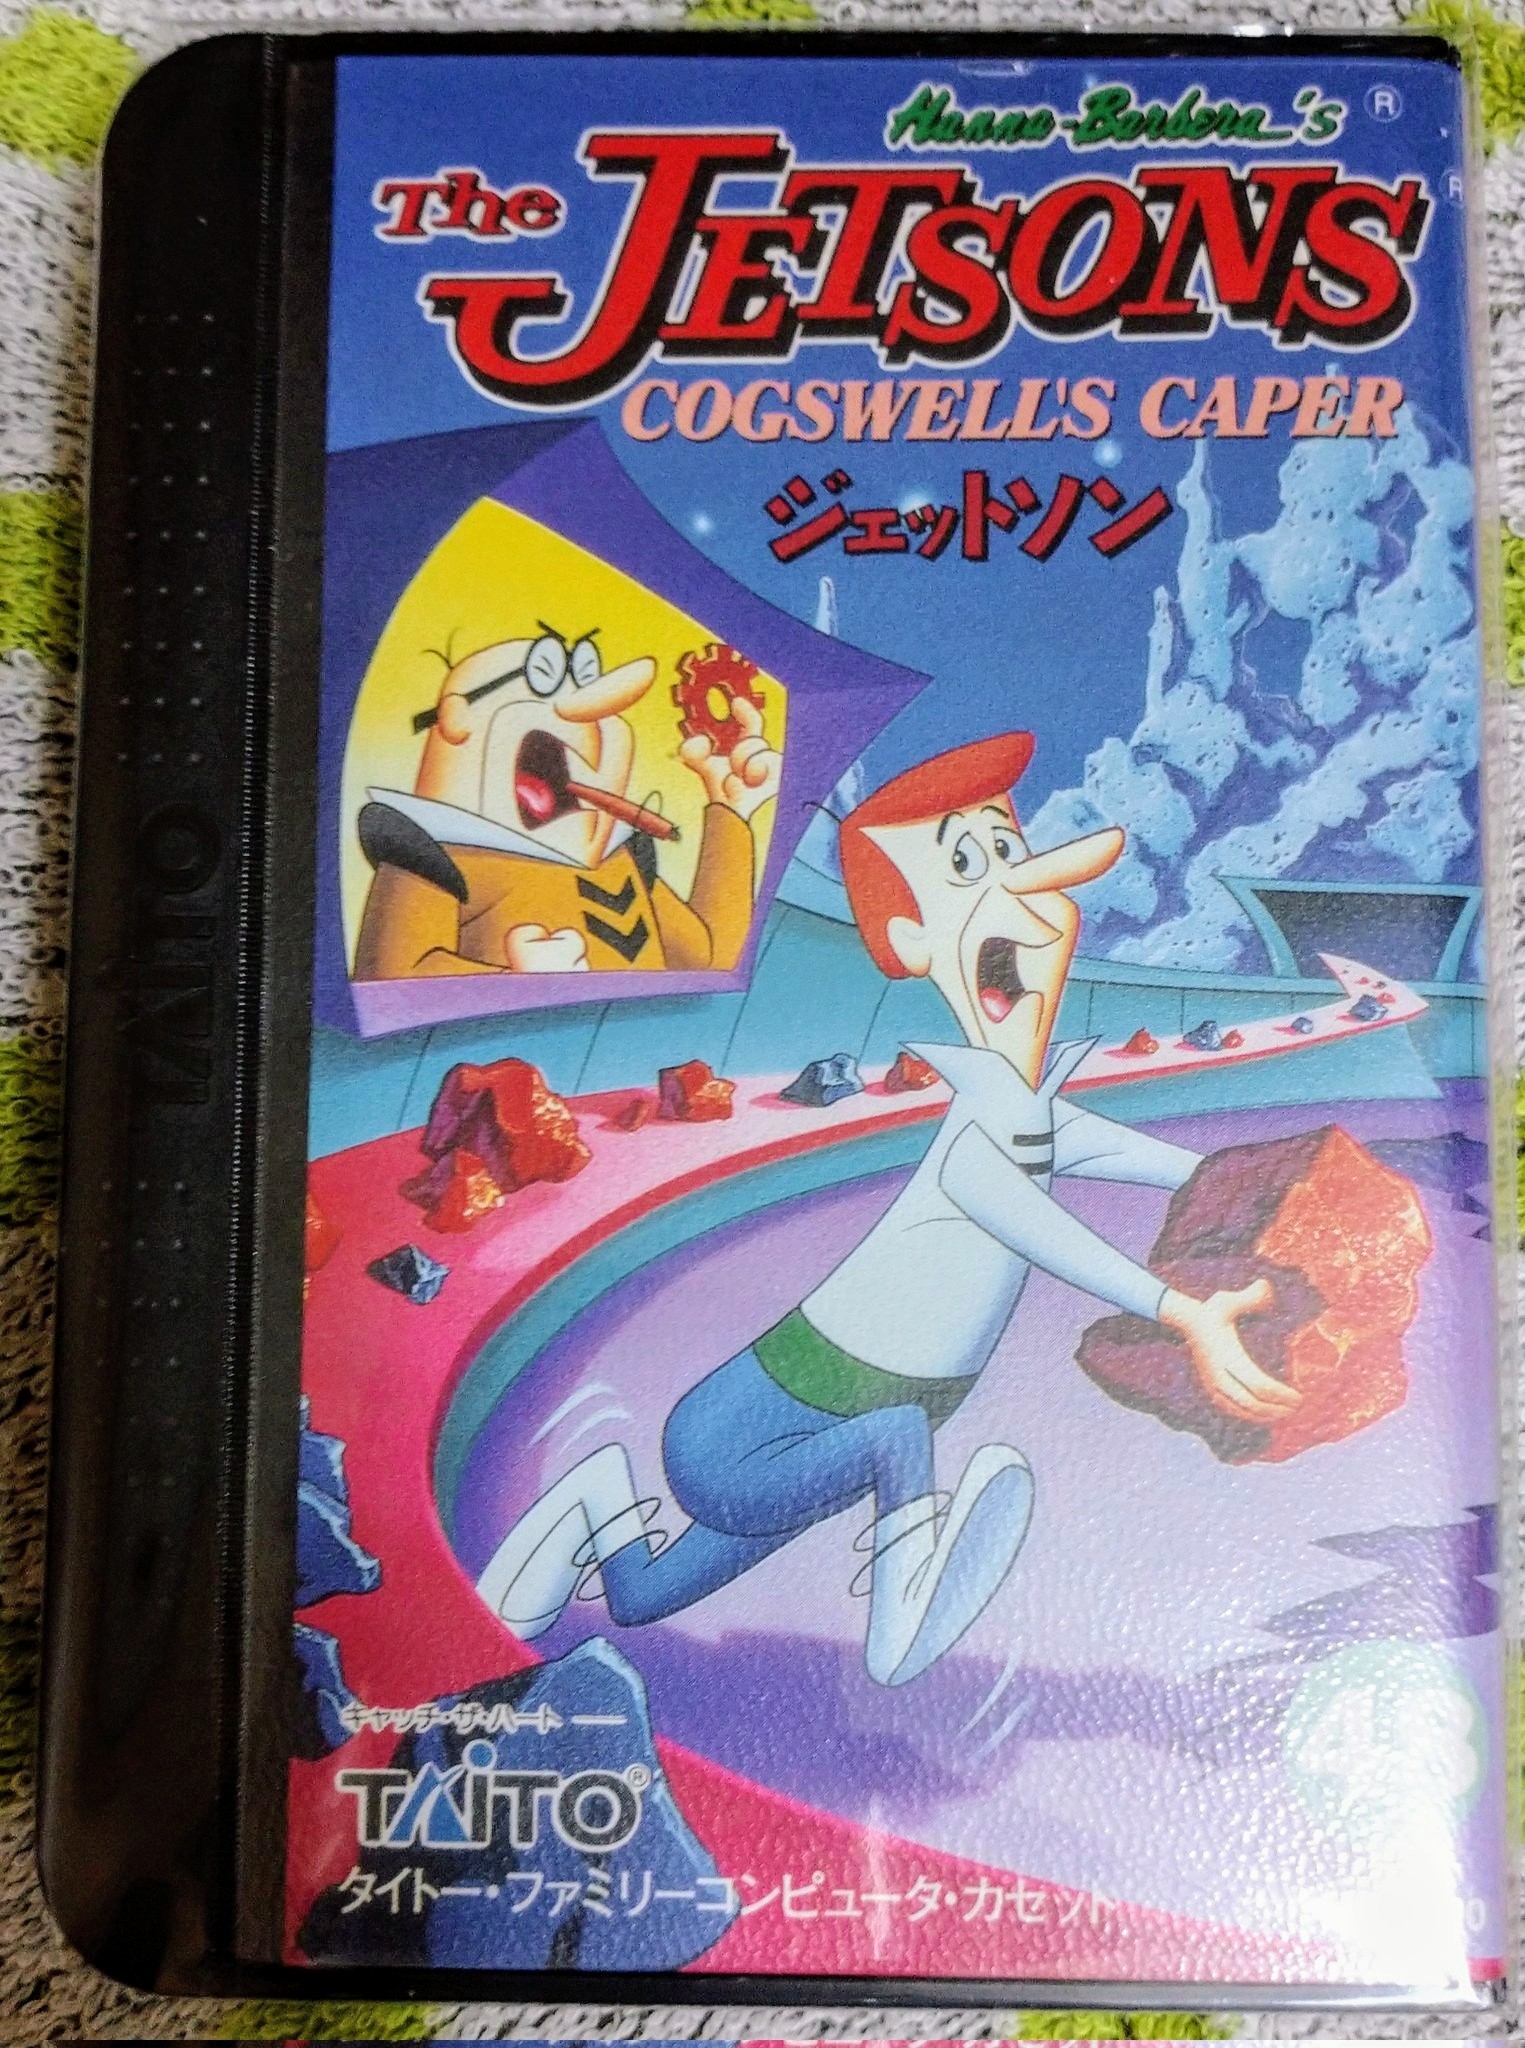 Hanna-Barbera's ®
The JETSONS ®
COGSWELL'S CAPER
ジェットソン
TAITO
キャッチ・ザ・ハート
TAITO®
タイトー・ファミリーコンピュータ・カセット